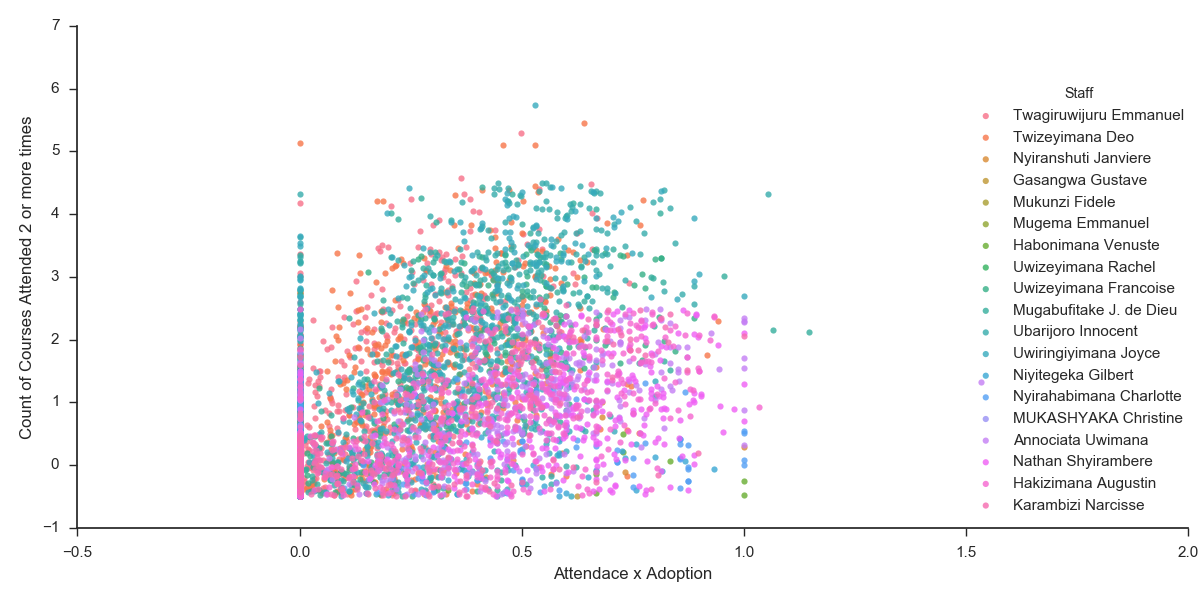 7
6
5
4
3
2
1
0
−1
Count of Courses Attended 2 or more times
−0.5
0.0
0.5
1.0
1.5
2.0
Attendace x Adoption
Staff
Twagiruwijuru Emmanuel
Twizeyimana Deo
Nyiranshuti Janviere
Gasangwa Gustave
Mukunzi Fidele
Mugema Emmanuel
Habonimana Venuste
Uwizeyimana Rachel
Uwizeyimana Francoise
Mugabufitake J. de Dieu
Ubarijoro Innocent
Uwiringiyimana Joyce
Niyitegeka Gilbert
Nyirahabimana Charlotte
MUKASHYAKA Christine
Annociata Uwimana
Nathan Shyirambere
Hakizimana Augustin
Karambizi Narcisse